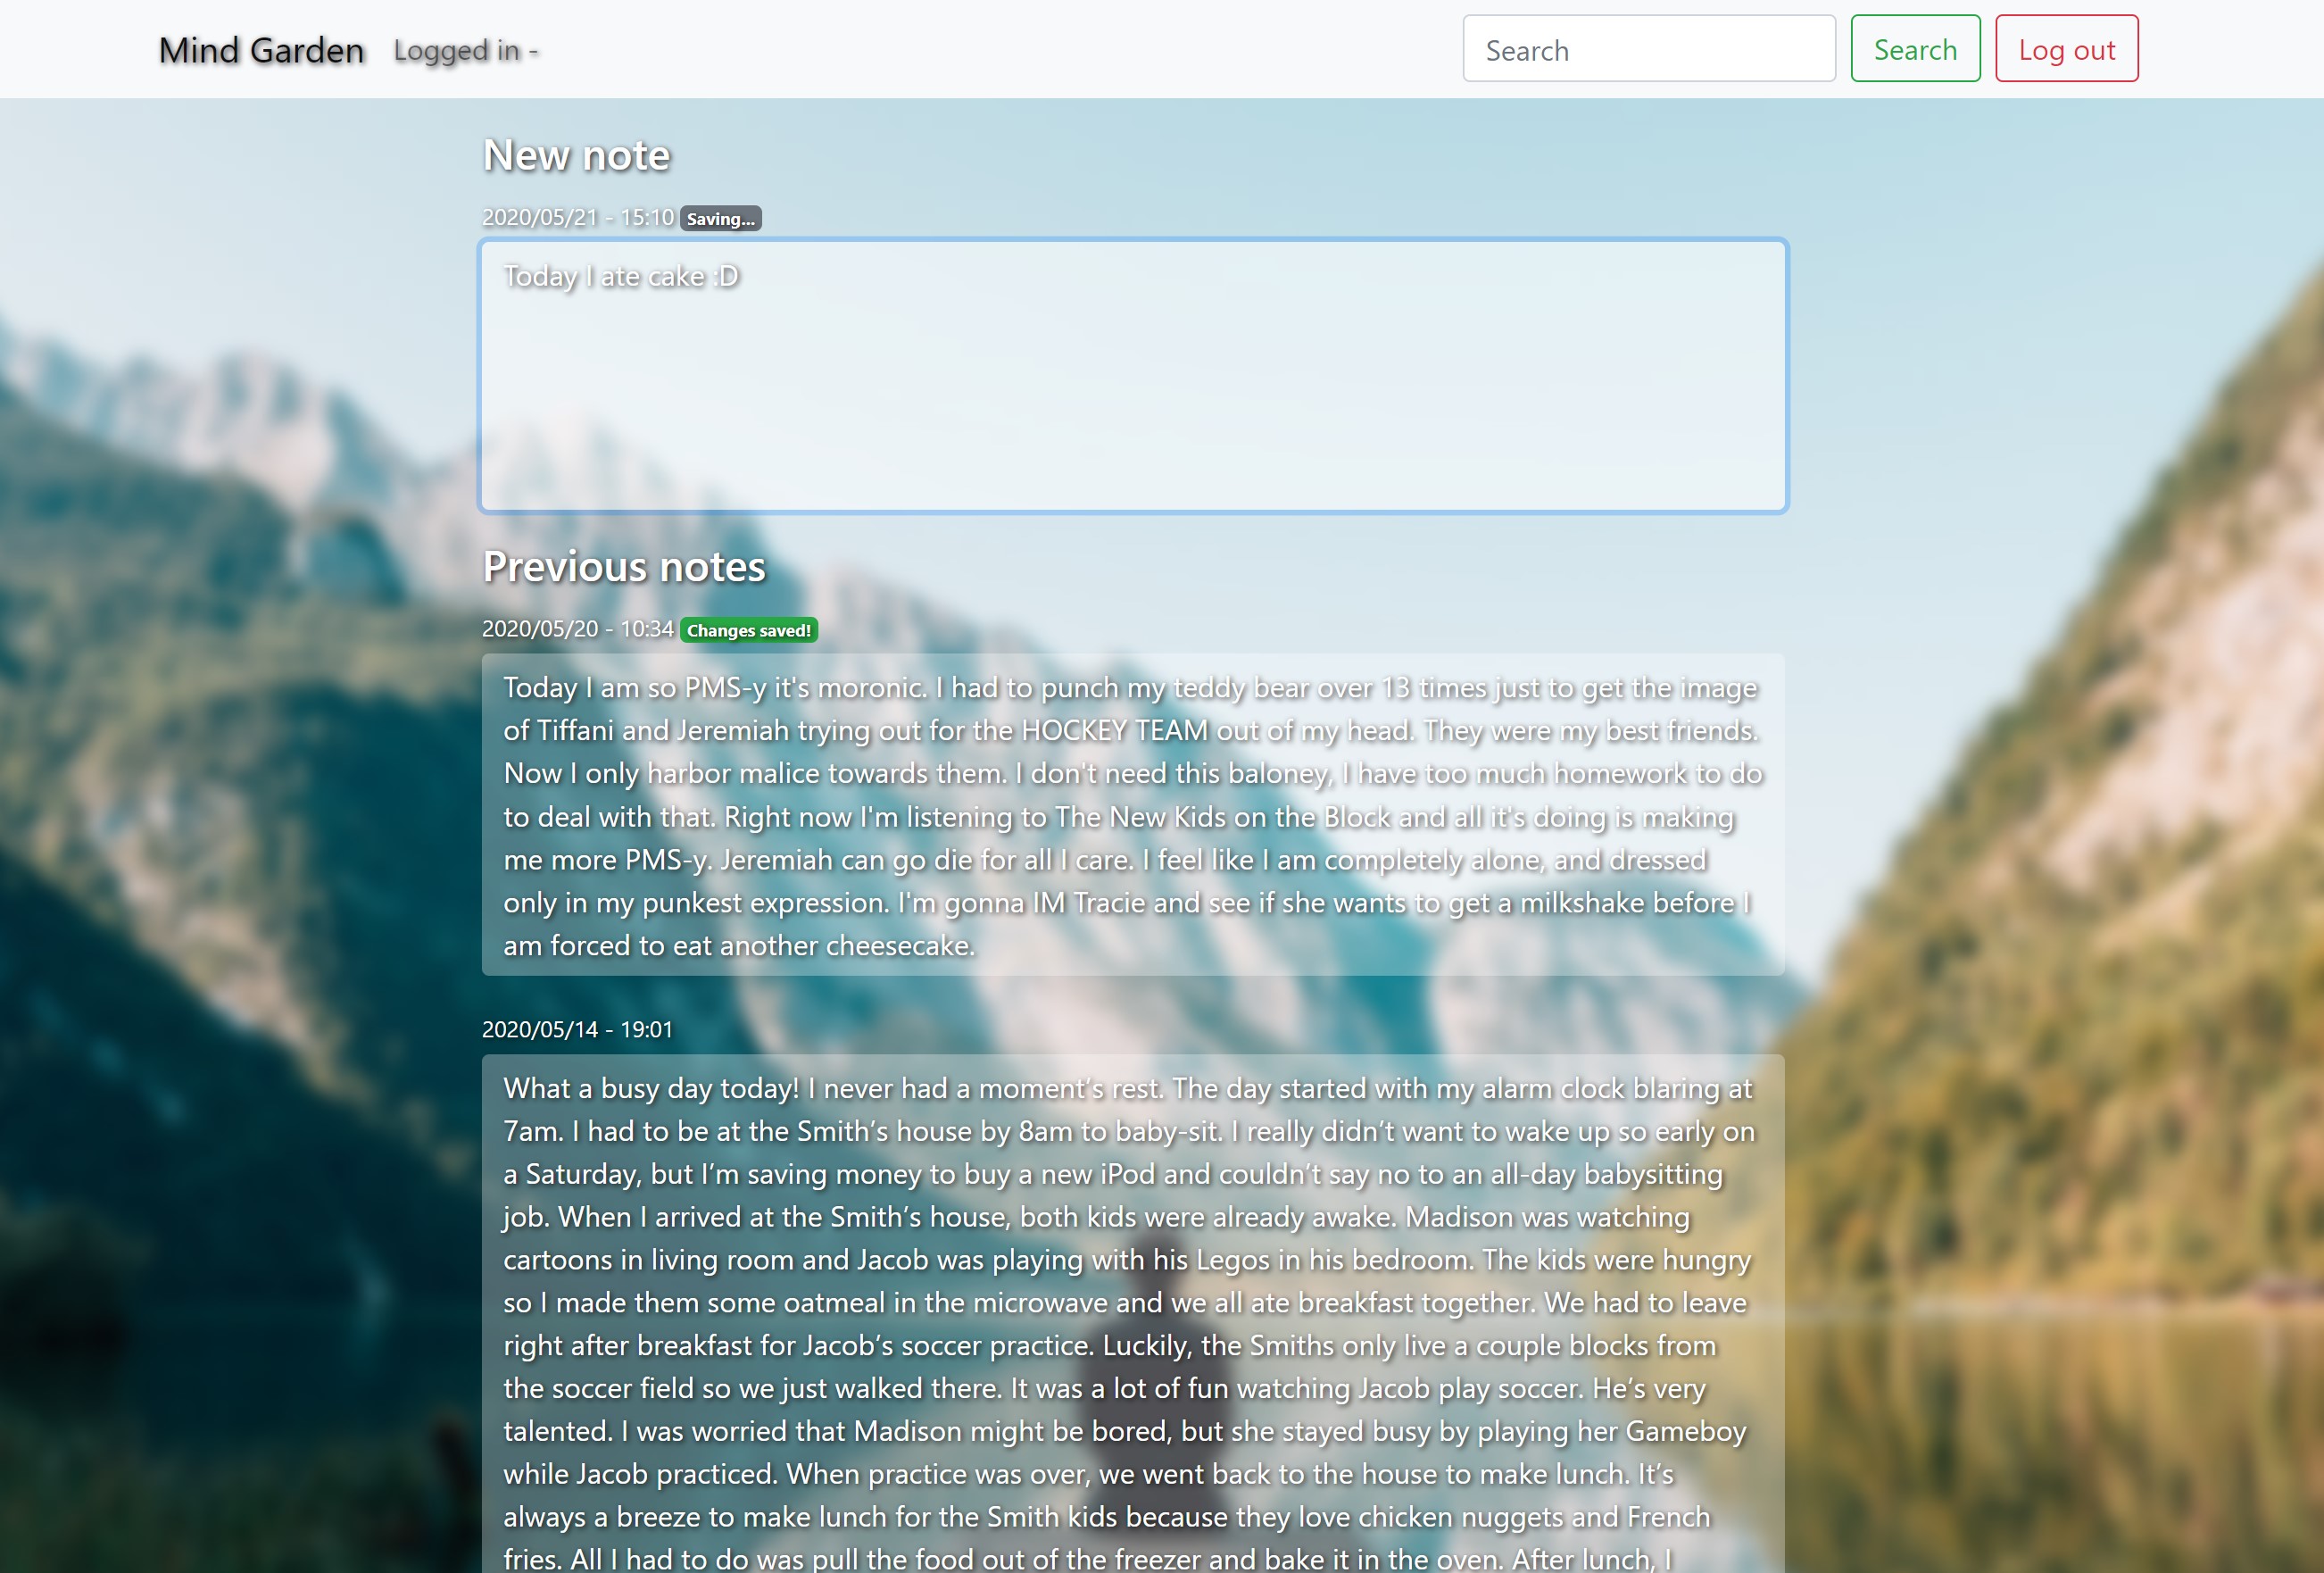 Mind Garden
Logged in -
Search
Search
Log out
New note
2020/05/21 - 15:10 Saving...
Today I ate cake :D
Previous notes
2020/05/20 - 10:34 Changes saved!
Today I am so PMS-y it's moronic. I had to punch my teddy bear over 13 times just to get the image
of Tiffani and Jeremiah trying out for the HOCKEY TEAM out of my head. They were my best friends.
Now I only harbor malice towards them. I don't need this baloney, I have too much homework to do
to deal with that. Right now I'm listening to The New Kids on the Block and all it's doing is making
me more PMS-y. Jeremiah can go die for all I care. I feel like I am completely alone, and dressed
only in my punkest expression. I'm gonna IM Tracie and see if she wants to get a milkshake before I
am forced to eat another cheesecake.
2020/05/14 - 19:01
What a busy day today! I never had a moment’s rest. The day started with my alarm clock blaring at
7am. I had to be at the Smith’s house by 8am to baby-sit. I really didn’t want to wake up so early on
a Saturday, but I’m saving money to buy a new iPod and couldn’t say no to an all-day babysitting
job. When I arrived at the Smith’s house, both kids were already awake. Madison was watching
cartoons in living room and Jacob was playing with his Legos in his bedroom. The kids were hungry
so I made them some oatmeal in the microwave and we all ate breakfast together. We had to leave
right after breakfast for Jacob’s soccer practice. Luckily, the Smiths only live a couple blocks from
the soccer field so we just walked there. It was a lot of fun watching Jacob play soccer. He’s very
talented. I was worried that Madison might be bored, but she stayed busy by playing her Gameboy
while Jacob practiced. When practice was over, we went back to the house to make lunch. It’s
always a breeze to make lunch for the Smith kids because they love chicken nuggets and French
fries. All I had to do was pull the food out of the freezer and bake it in the oven. After lunch, I